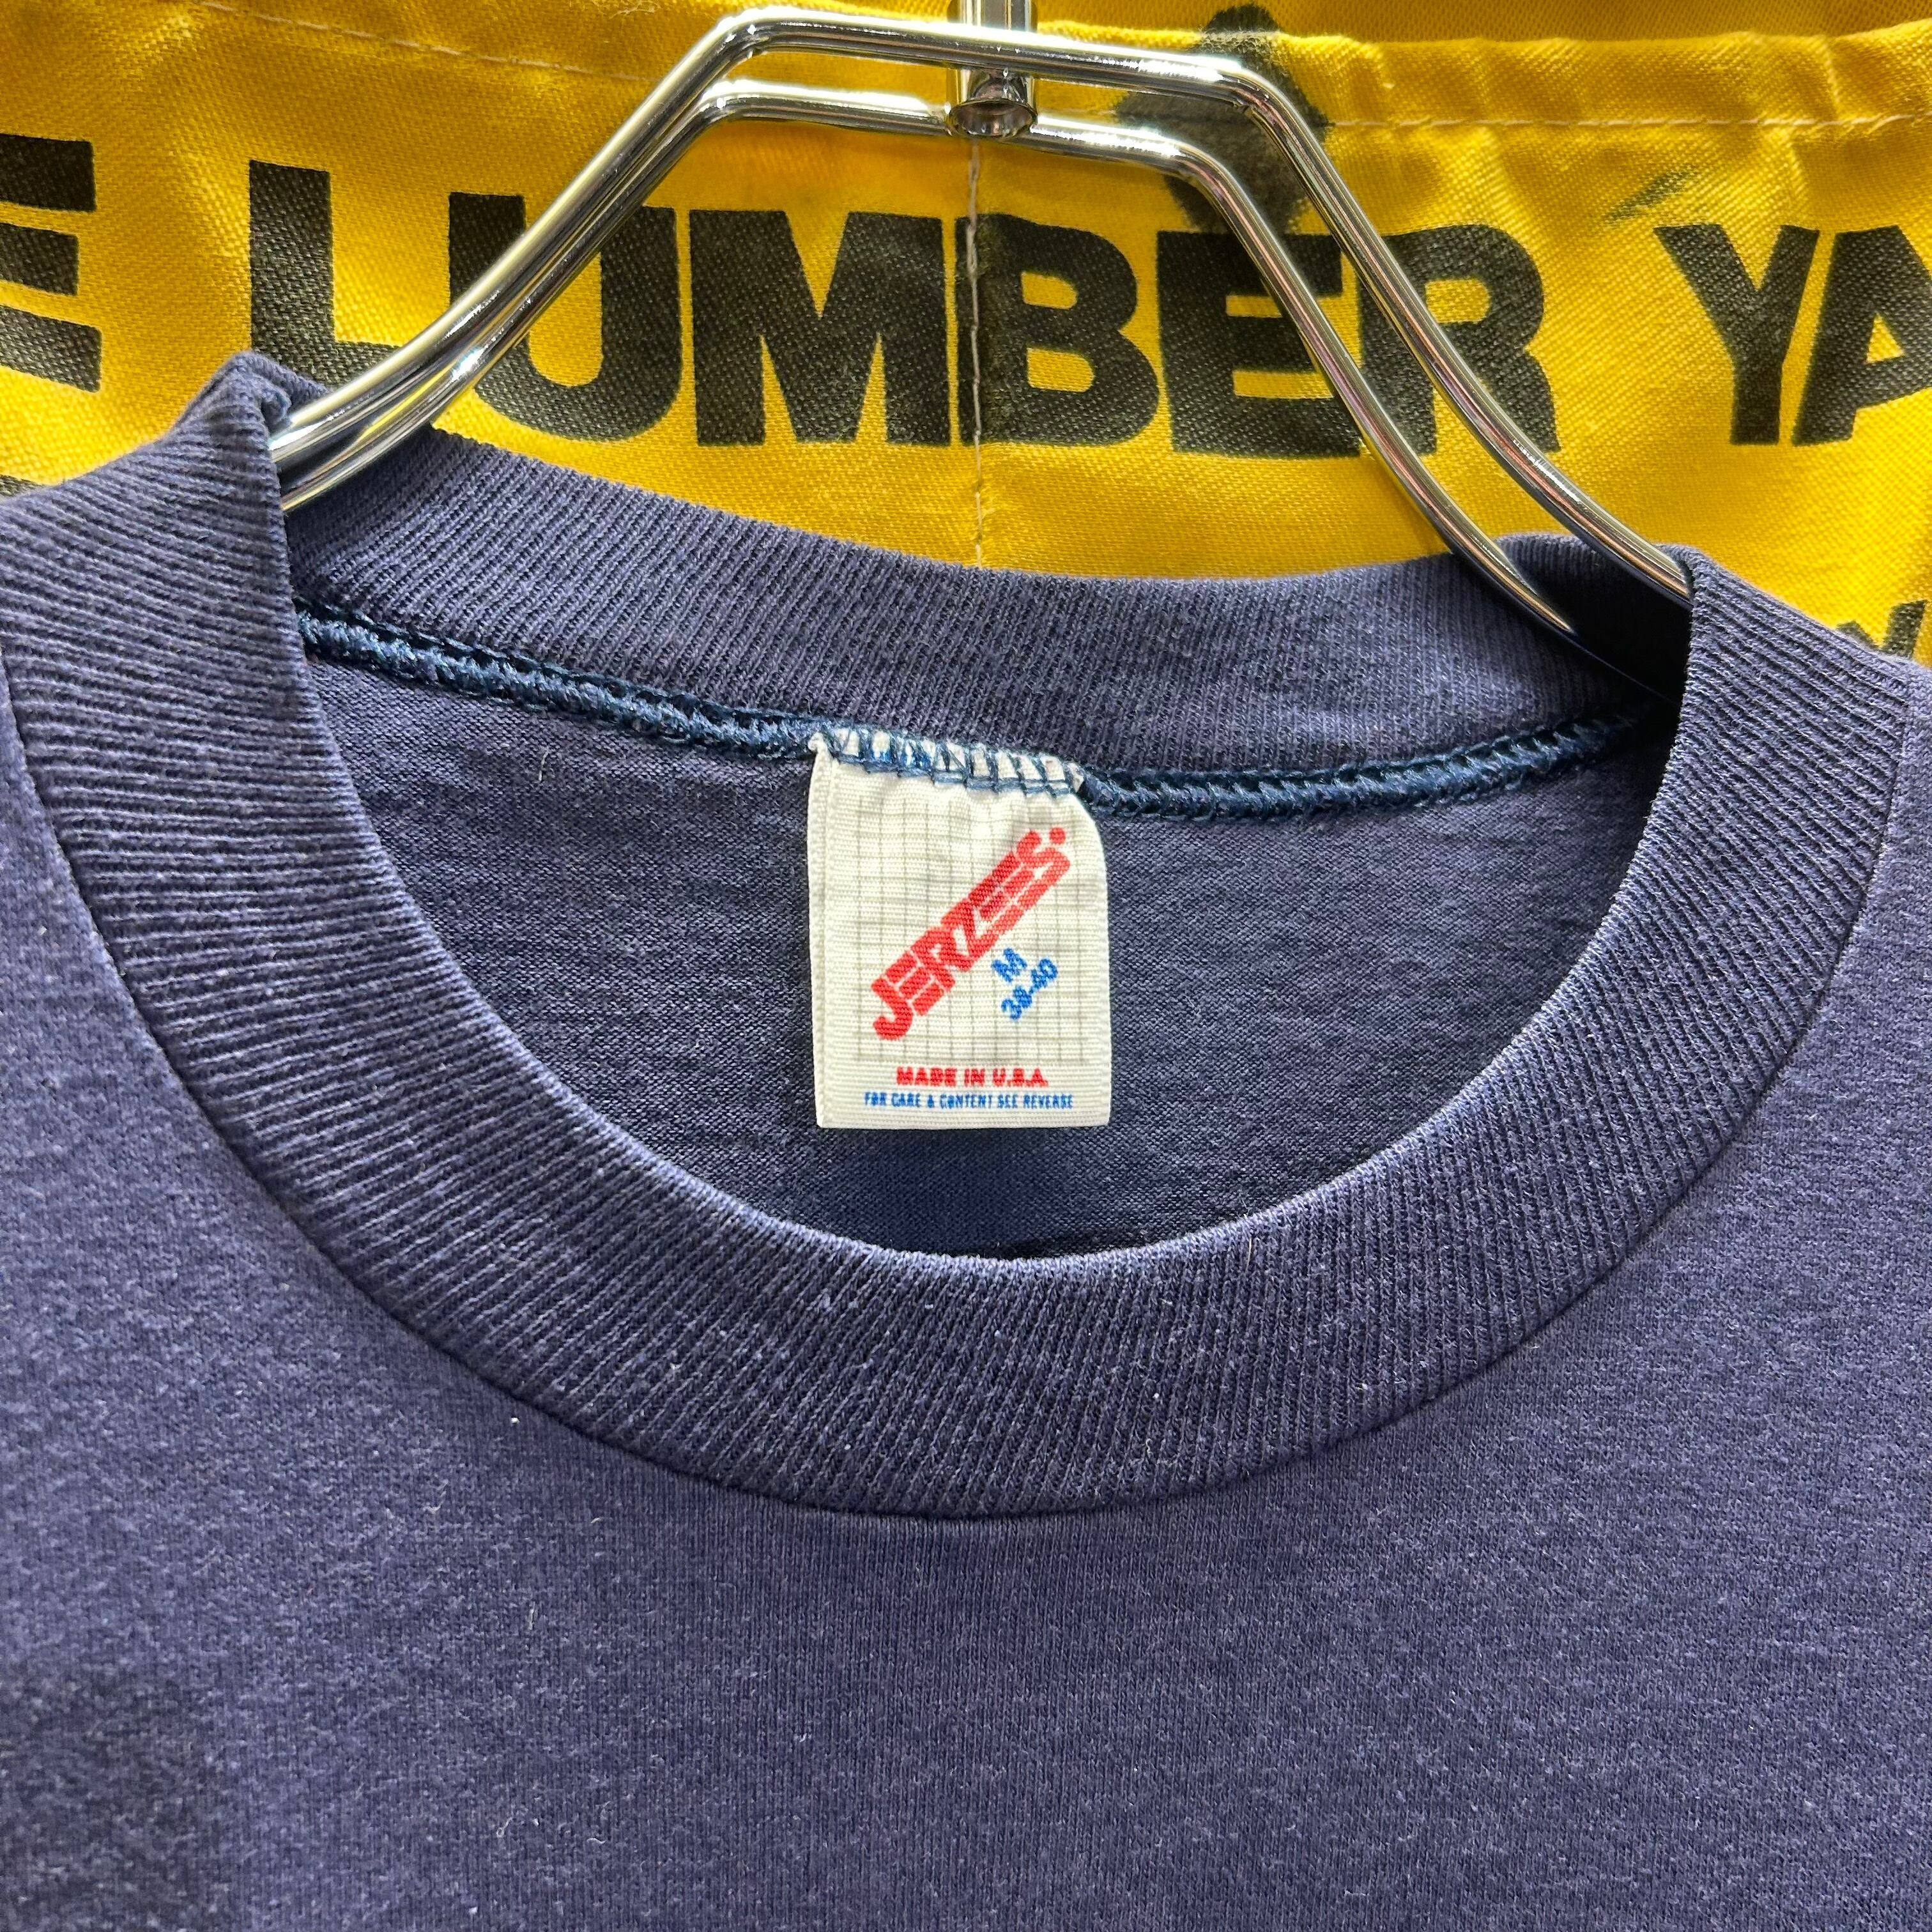 E LUMBER YA
JERZEES
M
38-40
MADE IN U.S.A.
FOR CARE & CONTENT SEE REVERSE